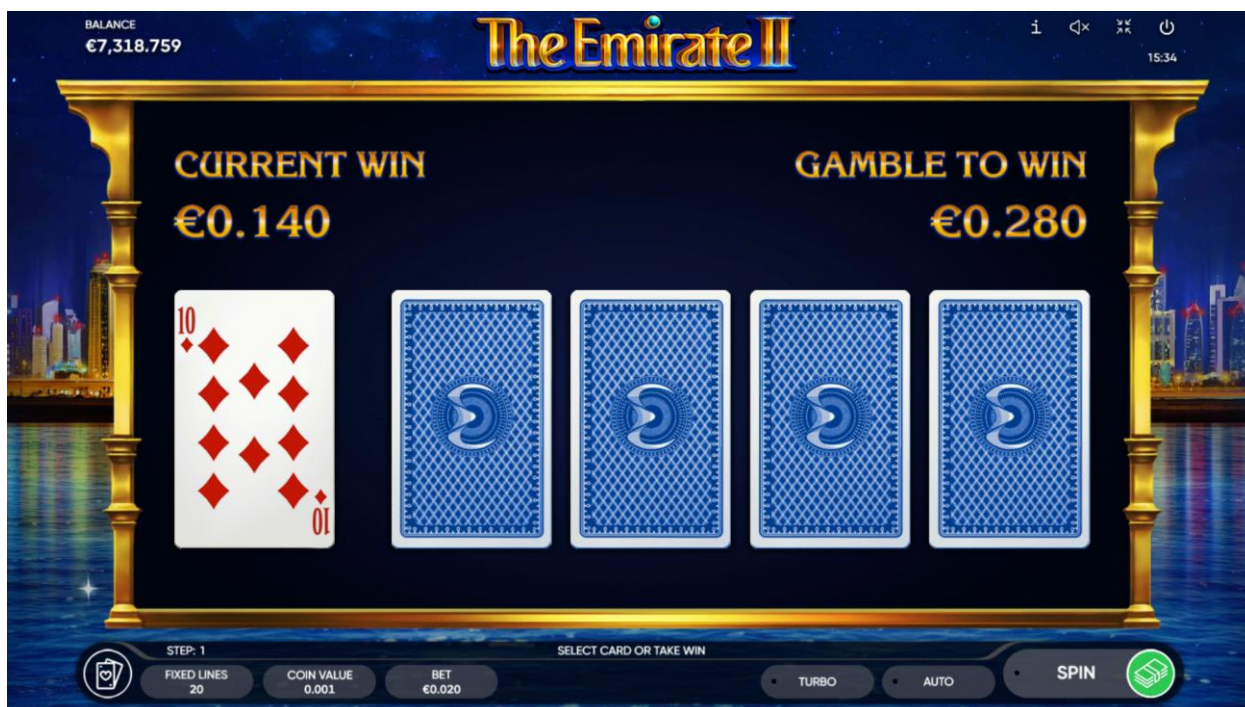 BALANCE
€7,318.759
The Emirate II
i
15:34
CURRENT WIN
€0.140
GAMBLE TO WIN
€0.280
10
10
STEP: 1
SELECT CARD OR TAKE WIN
FIXED LINES
20
COIN VALUE
0.001
BET
€0.020
TURBO
AUTO
SPIN